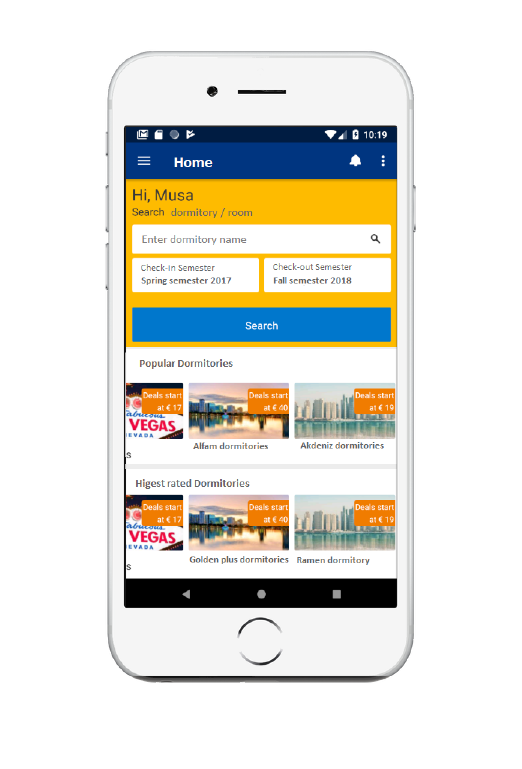 10:19
Home
Hi, Musa
Search dormitory / room
Enter dormitory name
Check-in Semester
Spring semester 2017
Check-out Semester
Fall semester 2018
Search
Popular Dormitories
Deals start
at € 17
Fabulous
VEGAS
NEVADA
s
Deals start
at € 40
Alfam dormitories
Deals start
at € 19
Akdeniz dormitories
Higest rated Dormitories
Deals start
at € 17
Fabulous
VEGAS
EVADA
s
Deals start
at € 40
Golden plus dormitories
Deals start
at € 19
Ramen dormitory